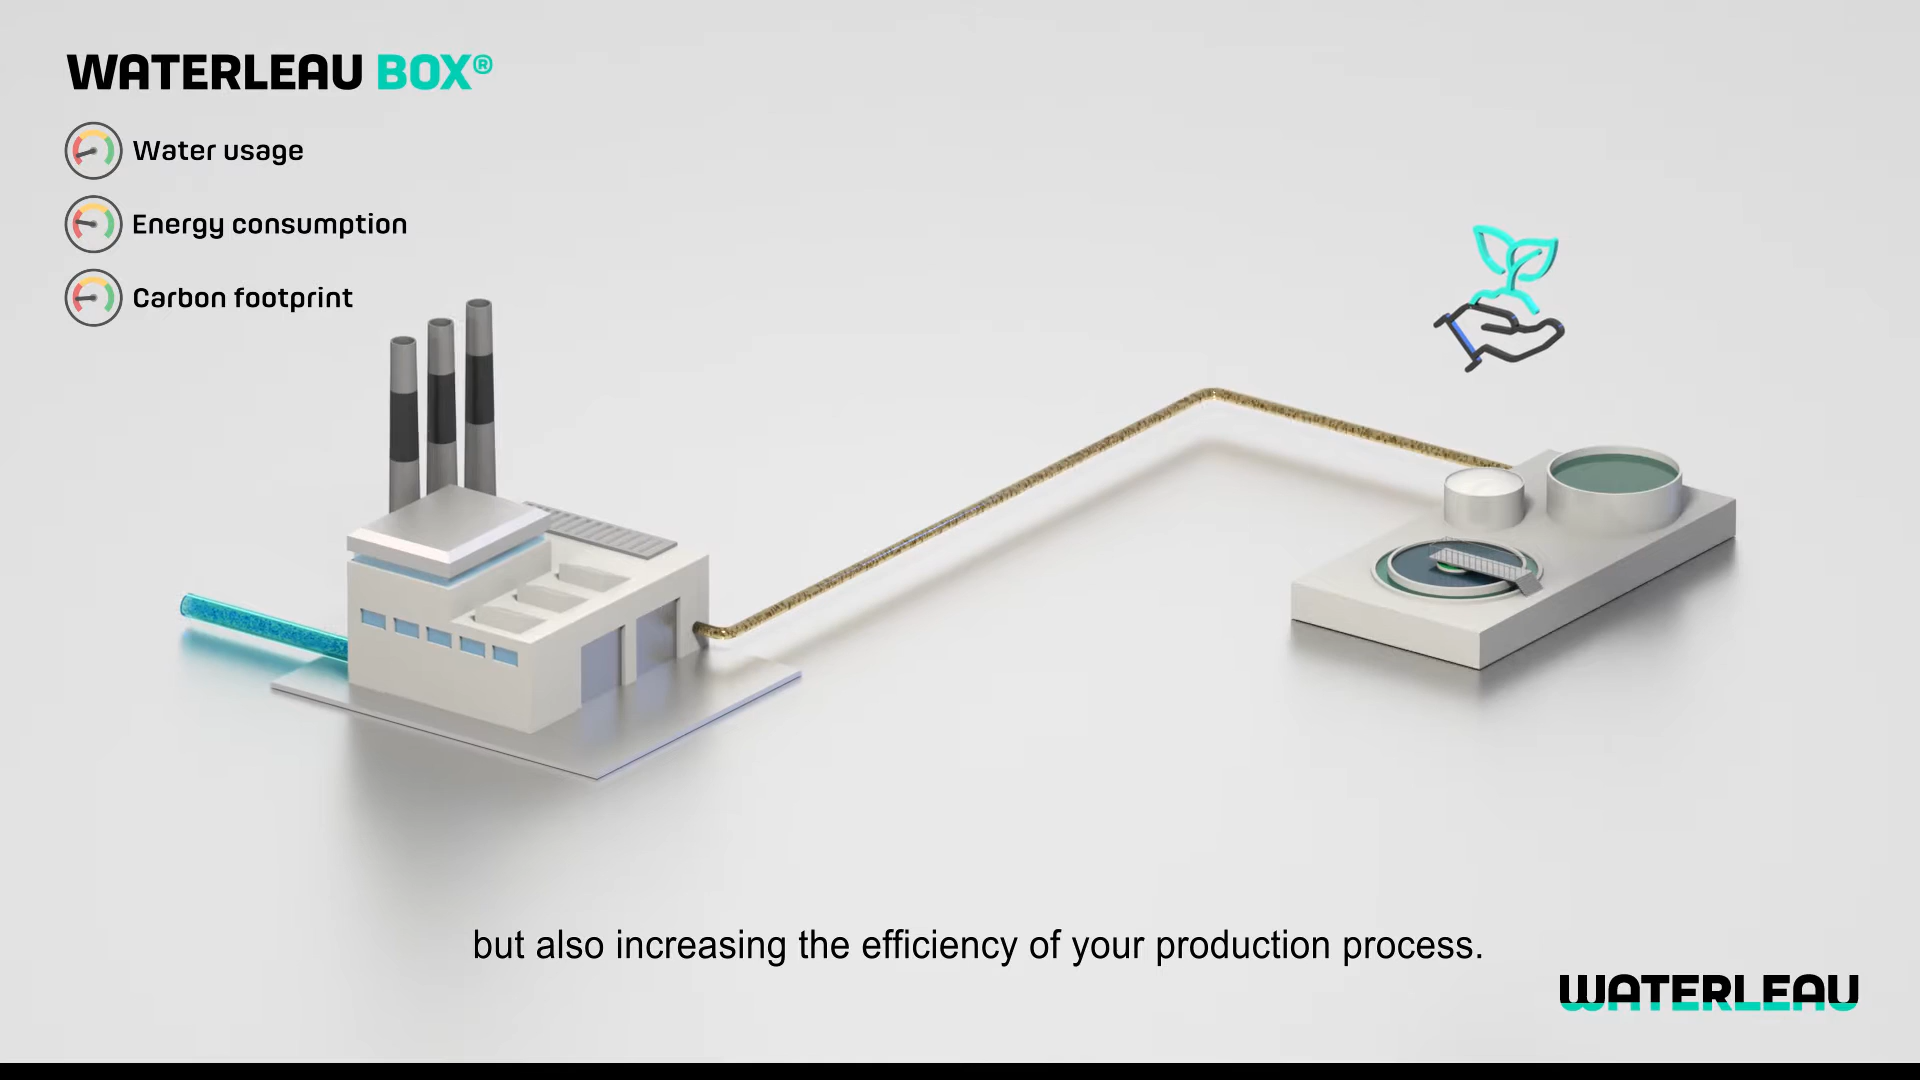 WATERLEAU BOX®
Water usage
Energy consumption
Carbon footprint
but also increasing the efficiency of your production process.
WATERLEAU